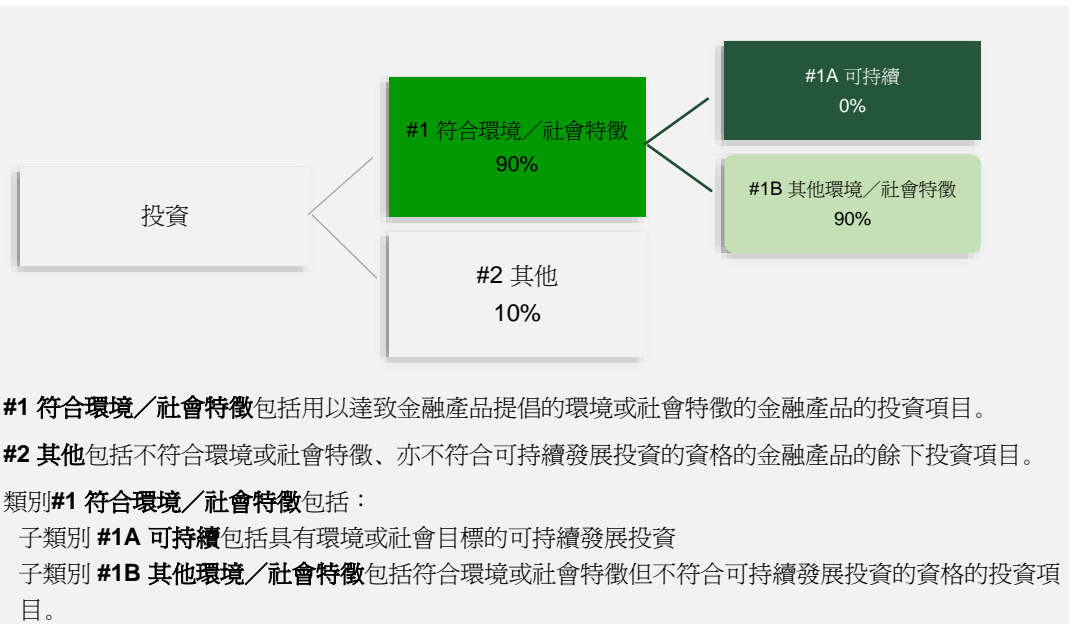 #1A 可持續
0%
#1 符合環境／社會特徵
90%
#1B 其他環境／社會特徵
90%
投資
#2 其他
10%
#1 符合環境／社會特徵包括用以達致金融產品提倡的環境或社會特徵的金融產品的投資項目。
#2 其他包括不符合環境或社會特徵、亦不符合可持續發展投資的資格的金融產品的餘下投資項目。
類別#1 符合環境／社會特徵包括：
子類別 #1A 可持續包括具有環境或社會目標的可持續發展投資
子類別 #1B 其他環境／社會特徵包括符合環境或社會特徵但不符合可持續發展投資的資格的投資項
目。